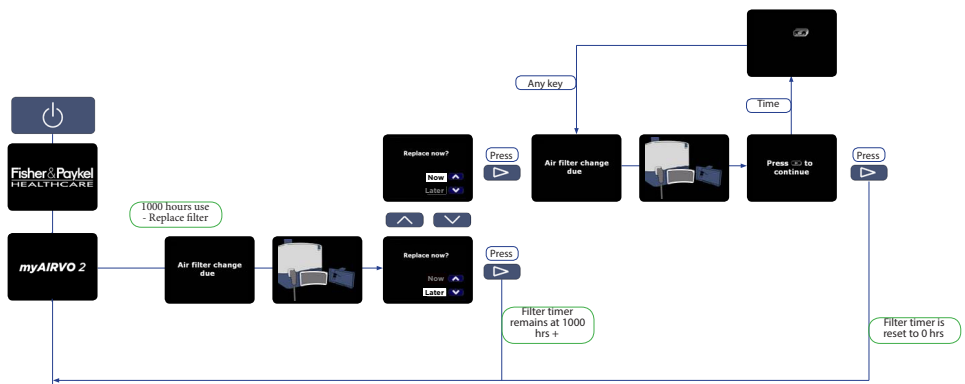 Any key
Time
Fisher&Paykel
HEALTHCARE
Replace now?
Now
Later
Press
Air filter change
due
Press to
continue
Press
1000 hours use
- Replace filter
myAIRVO 2
Air filter change
due
Replace now?
Now
Later
Press
Filter timer
remains at 1000
hrs +
Filter timer is
reset to 0 hrs